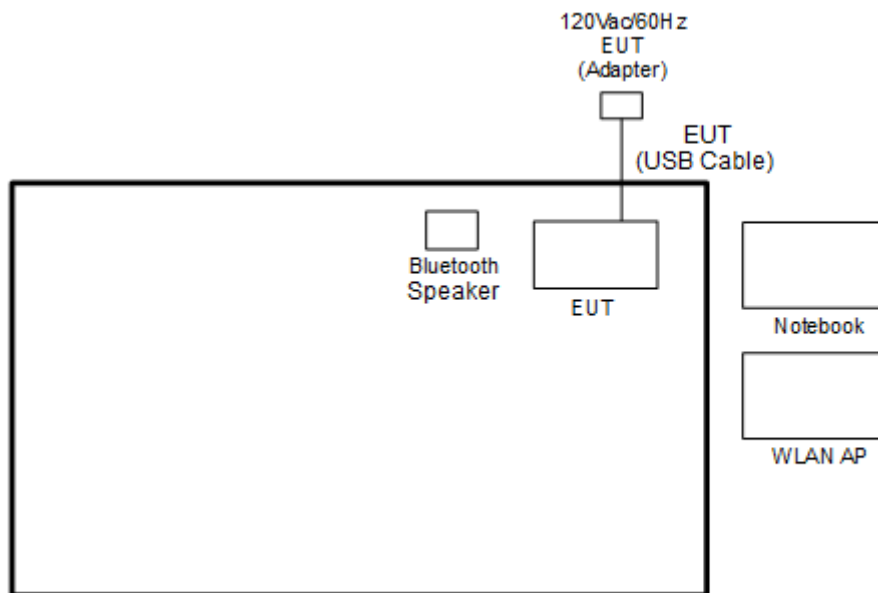 120Vac/60Hz
EUT
(Adapter)
EUT
(USB Cable)
Bluetooth
Speaker
EUT
Notebook
WLAN AP